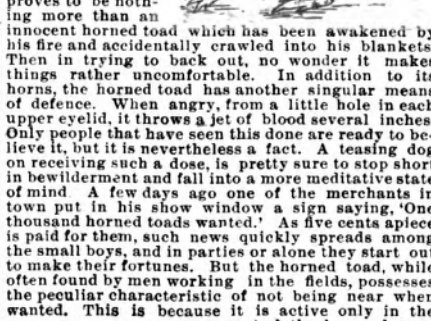 proves to be noth-
ing more than an
innocent horned toad which has been awakened by
his fire and accidentally crawled into his blankets
Then in trying to back out, no wonder it makes
things rather uncomfortable. In addition to its
horns, the horned toad has another singular means
of defence. When angry, from a little hole in each
upper eyelid, it throws a jet of blood several inches
Only people that have seen this done are ready to be-
lieve it, but it is nevertheless a fact. A teasing dog
on receiving such a dose, is pretty sure to stop short
in bewilderment and fall into a more meditative state
of mind A few days ago one of the merchants in
town put in his show window a sign saying, 'One
thousand horned toads wanted.' As five cents apiece
is paid for them, such news quickly spreads among
the small boys, and in parties or alone they start out
to make their fortunes. But the horned toad, while
often found by men working in the fields, possesses
the peculiar characteristic of not being near when
wanted. This is because it is active only in the